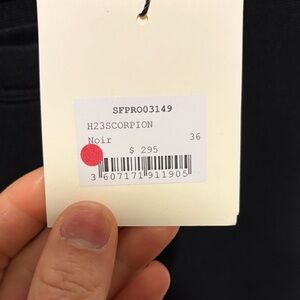 SFPRO03149
H23SCORPION
Noir 36
$ 295
3 607171 911905